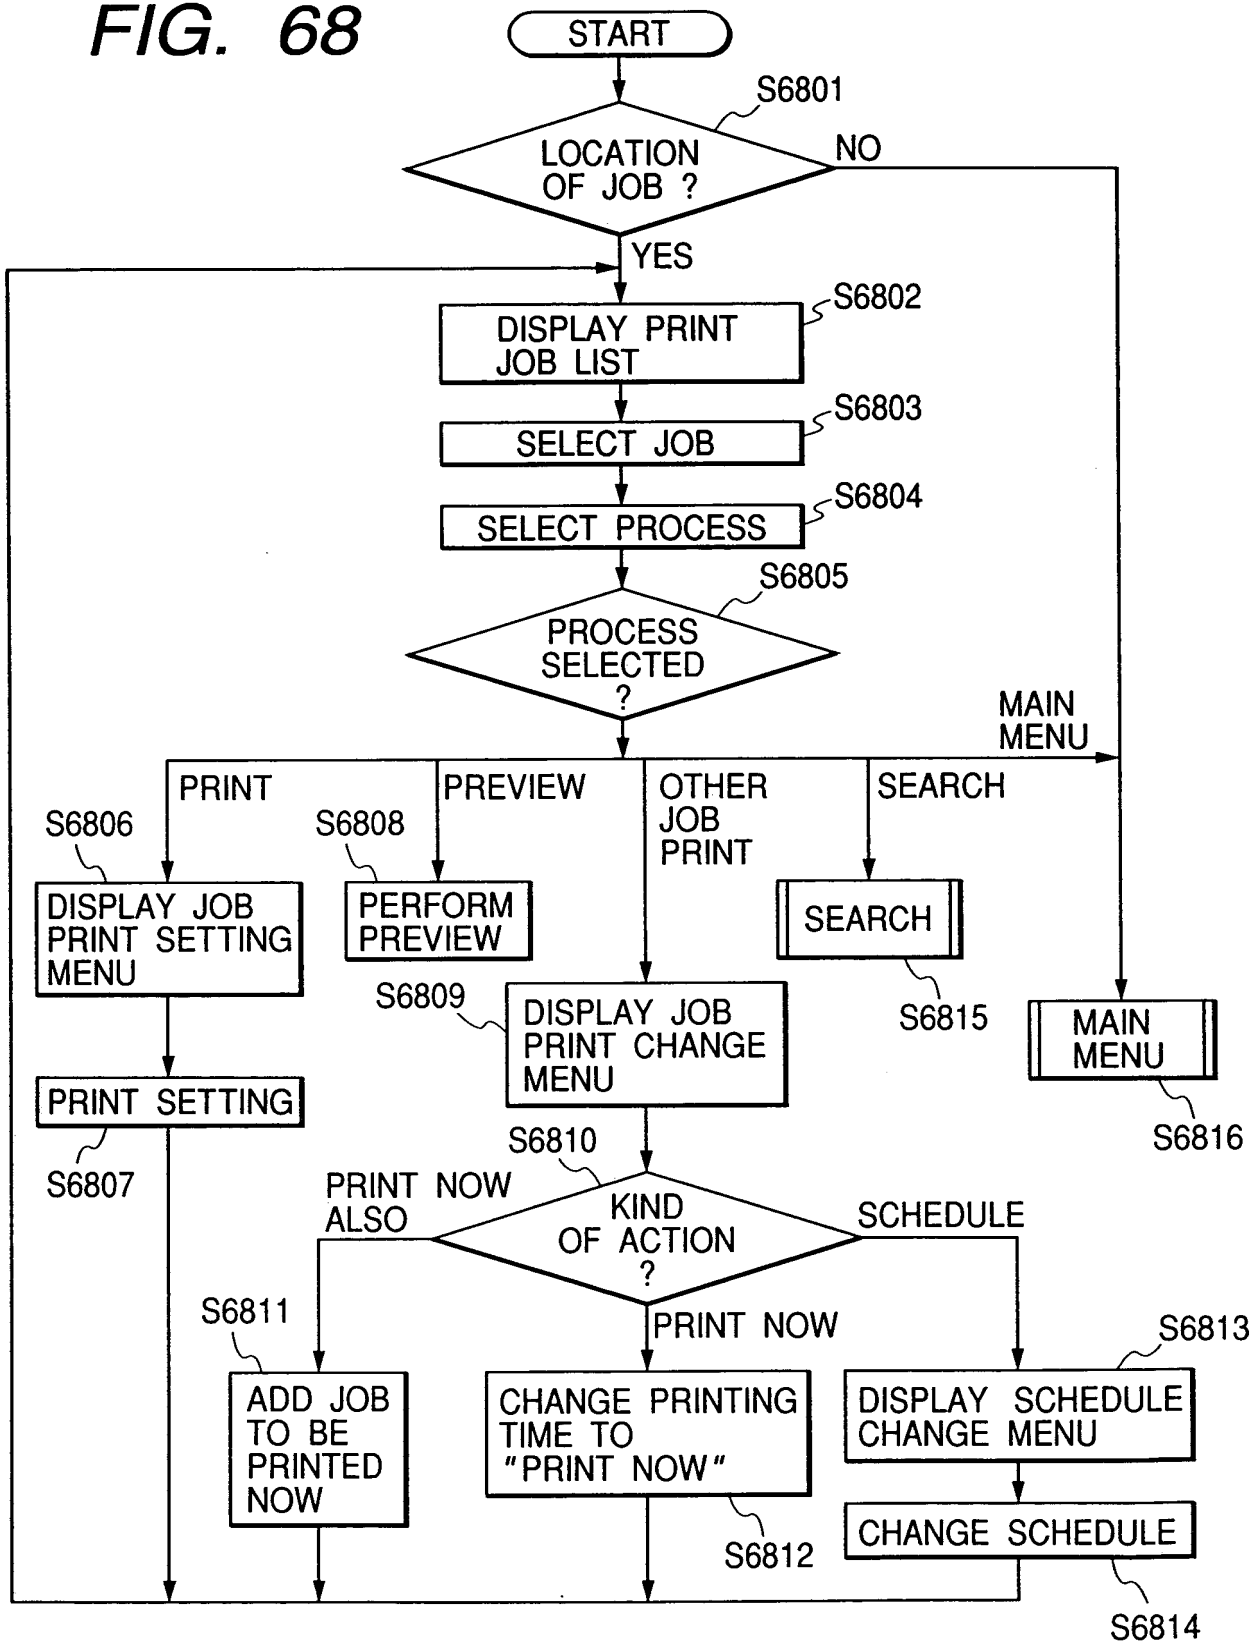 FIG. 68
START
S6801
LOCATION
OF JOB ?
NO
YES
S6802
DISPLAY PRINT
JOB LIST
S6803
SELECT JOB
S6804
SELECT PROCESS
S6805
PROCESS
SELECTED
?
MAIN
MENU
PRINT
PREVIEW
OTHER
JOB
PRINT
SEARCH
S6806
DISPLAY JOB
PRINT SETTING
MENU
S6808
PERFORM
PREVIEW
SEARCH
S6815
S6809
DISPLAY JOB
PRINT CHANGE
MENU
MAIN
MENU
S6816
PRINT SETTING
S6807
S6810
KIND
OF ACTION
?
PRINT NOW
ALSO
SCHEDULE
PRINT NOW
S6811
ADD JOB
TO BE
PRINTED
NOW
CHANGE PRINTING
TIME TO
"PRINT NOW"
S6812
S6813
DISPLAY SCHEDULE
CHANGE MENU
CHANGE SCHEDULE
S6814